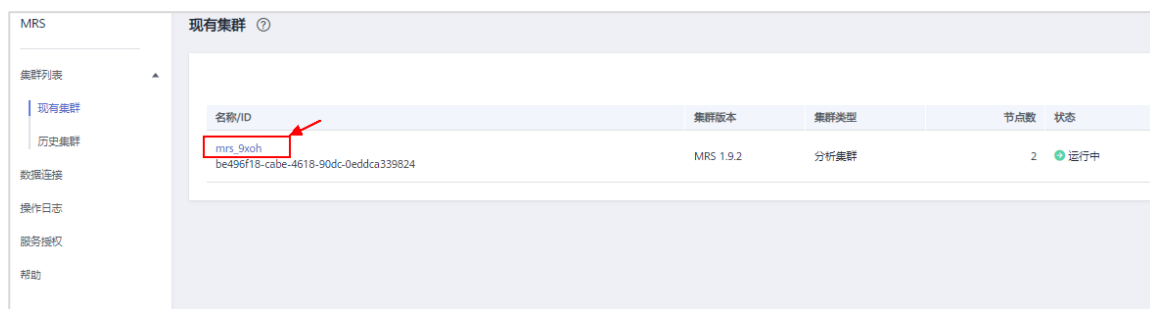 MRS
集群列表
现有集群
历史集群
数据连接
操作日志
服务授权
帮助
现有集群
名称/ID 集群版本 集群类型 节点数 状态
mrs_9xoh
be496f18-cabe-4618-90dc-0eddca339824 MRS 1.9.2 分析集群 2 运行中